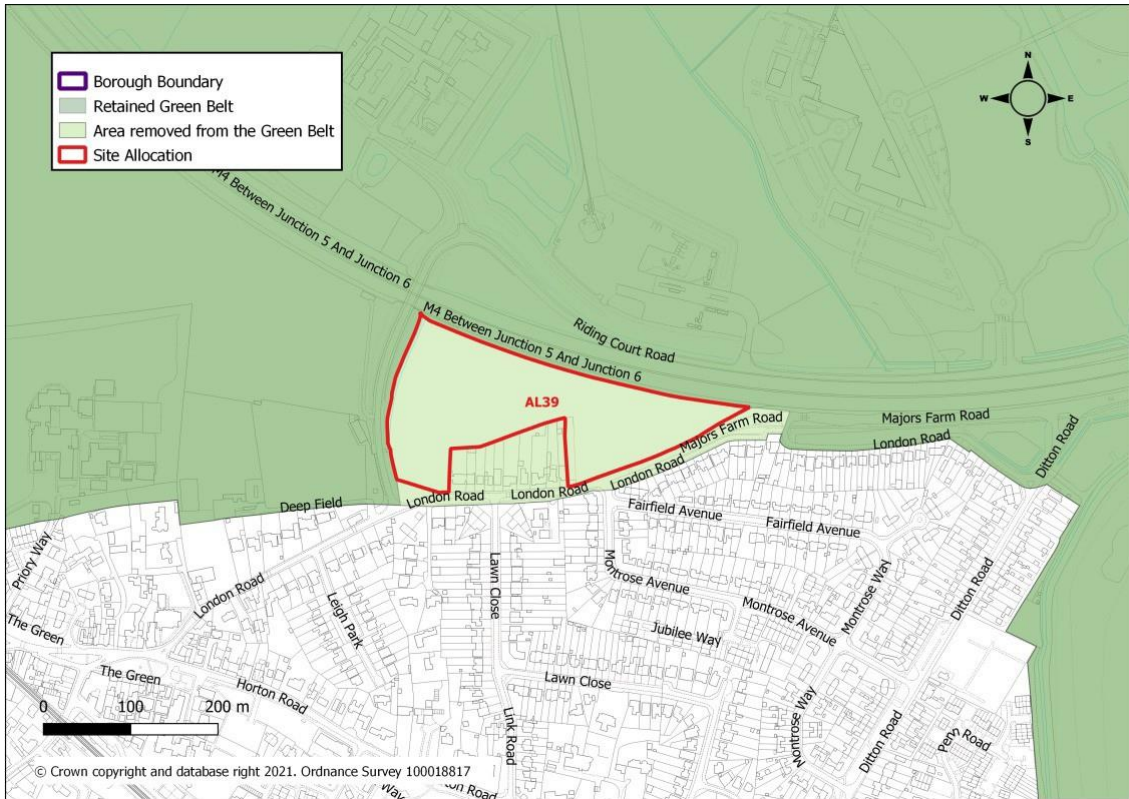 Borough Boundary
Retained Green Belt
Area removed from the Green Belt
Site Allocation
N
W
E
S
M4 Between Junction 5 And Junction 6
M4 Between Junction 5 And Junction 6
Riding Court Road
AL39
Majors Farm Road
Majors Farm Road
London Road
Ditton Road
London Road
London Road
London Road
Deep Field
Fairfield Avenue
Fairfield Avenue
Priory Way
London Road
Leigh Park
Lawn Close
Montrose Avenue
Montrose Avenue
Montrose Way
Ditton Road
Jubilee Way
The Green
The Green
Horton Road
Lawn Close
Link Road
Montrose Way
Ditton Road
Penn Road
0 100 200 m
© Crown copyright and database right 2021. Ordnance Survey 100018817
Way
Horton Road